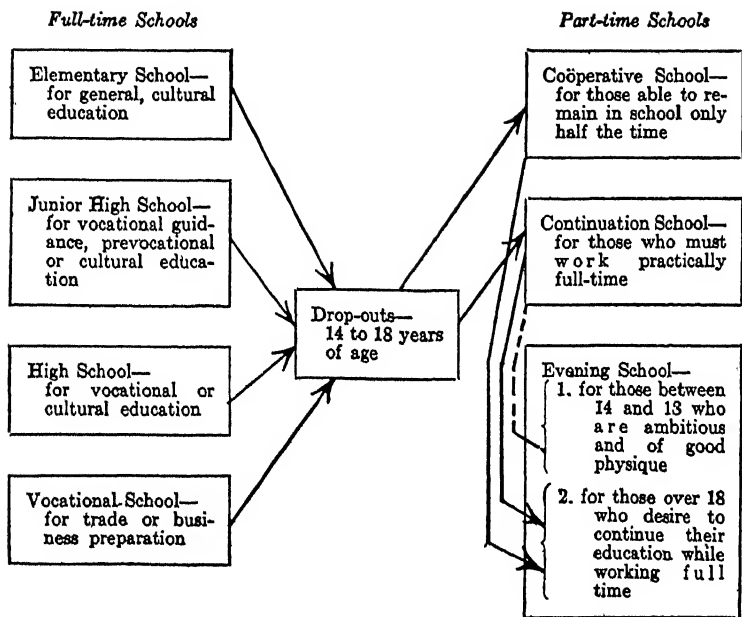 Full-time Schools
Elementary School—
for general, cultural
education
Junior High School—
for vocational guid-
ance, prevocational
or cultural educa-
tion
High School—
for vocational or
cultural education
Vocational School—
for trade or busi-
ness preparation
Drop-outs—
14 to 18 years
of age
Part-time Schools
Coöperative School—
for those able to re-
main in school only
half the time
Continuation School—
for those who must
work practically
full-time
Evening School—
1. for those between
14 and 13 who
are ambitious
and of good
physique
2. for those over 18
who desire to
continue their
education while
working full
time